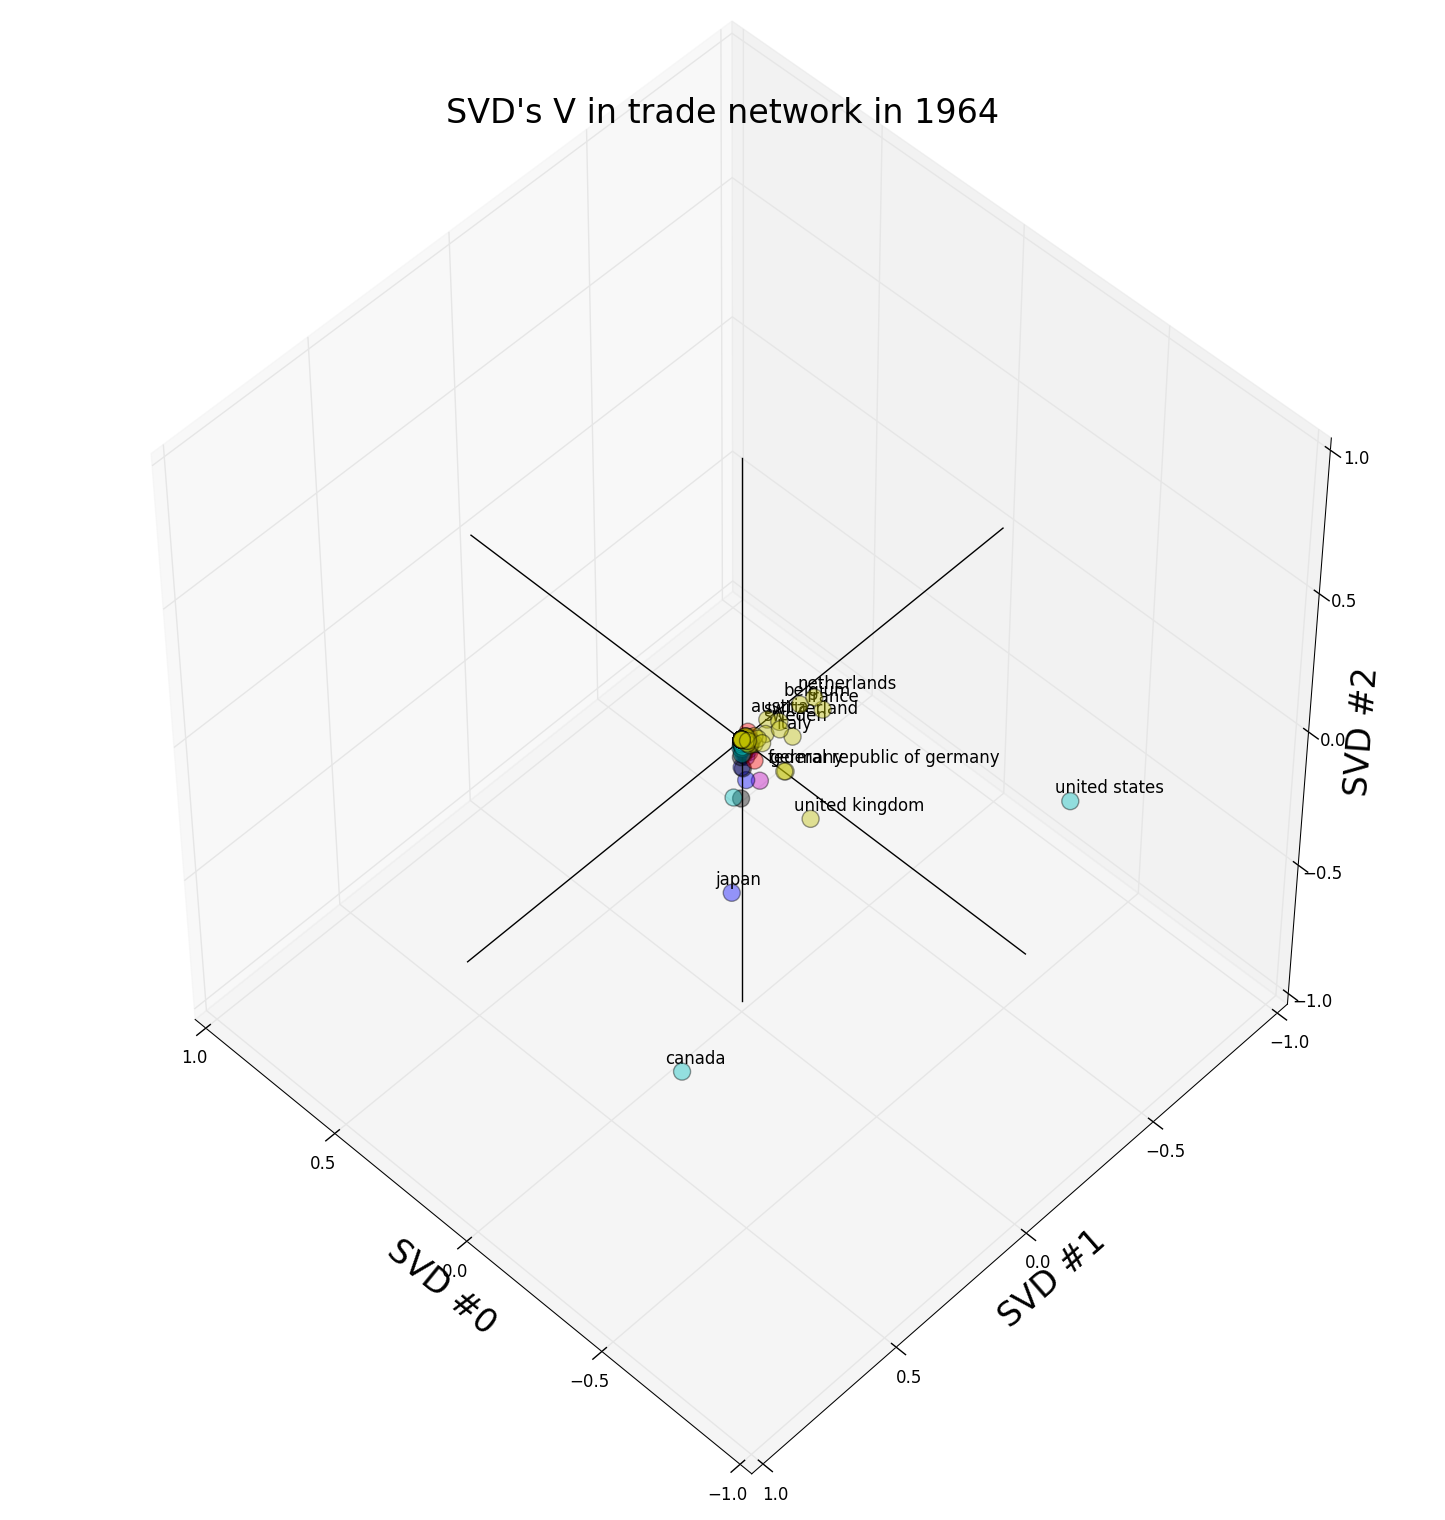 SVD's V in trade network in 1964
1.0
0.5
0.0
−0.5
−1.0
SVD #2
netherlands
belgium
france
austria
switzerland
sweden
italy
germany
federal republic of germany
united kingdom
united states
japan
canada
1.0
0.5
0.0
−0.5
−1.0
SVD #0
−1.0
−0.5
0.0
0.5
1.0
SVD #1